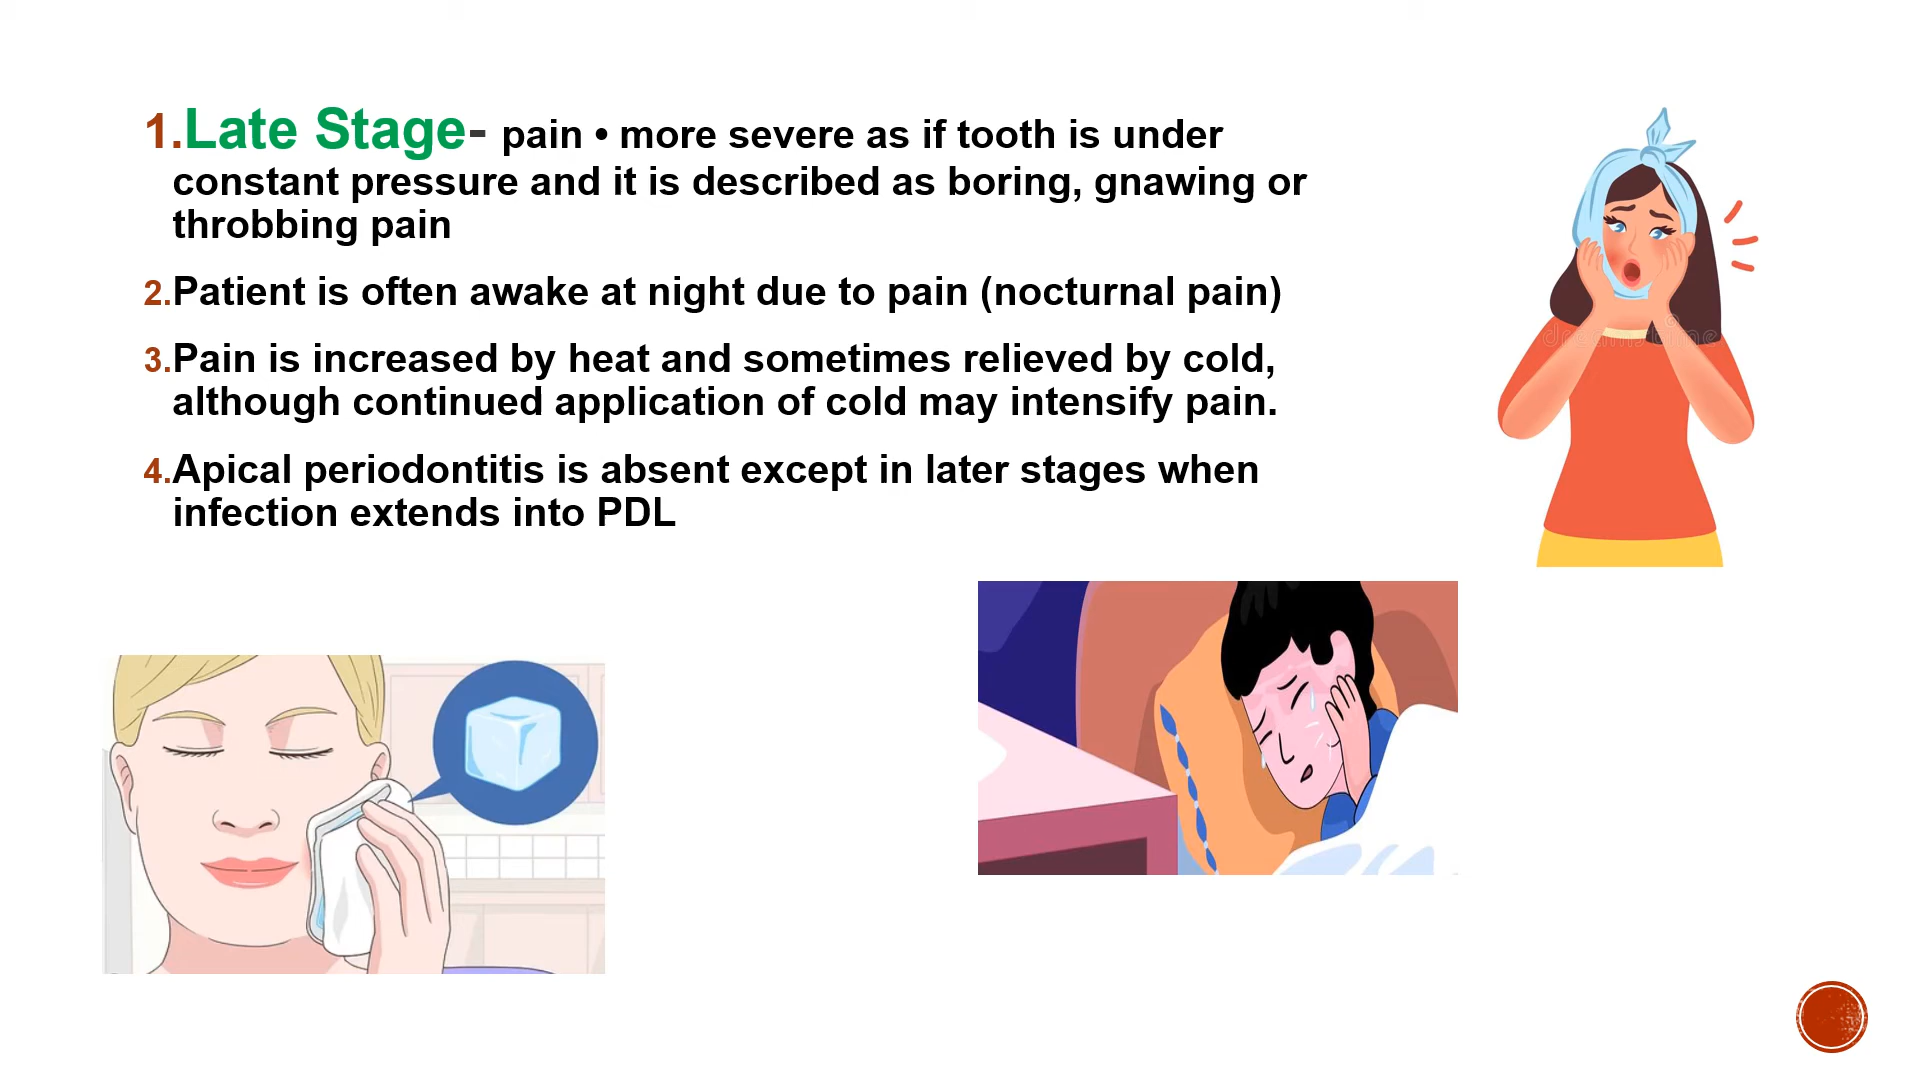 1.Late Stage- pain • more severe as if tooth is under
constant pressure and it is described as boring, gnawing or
throbbing pain
2.Patient is often awake at night due to pain (nocturnal pain)
3.Pain is increased by heat and sometimes relieved by cold,
although continued application of cold may intensify pain.
4.Apical periodontitis is absent except in later stages when
infection extends into PDL
dreamstime